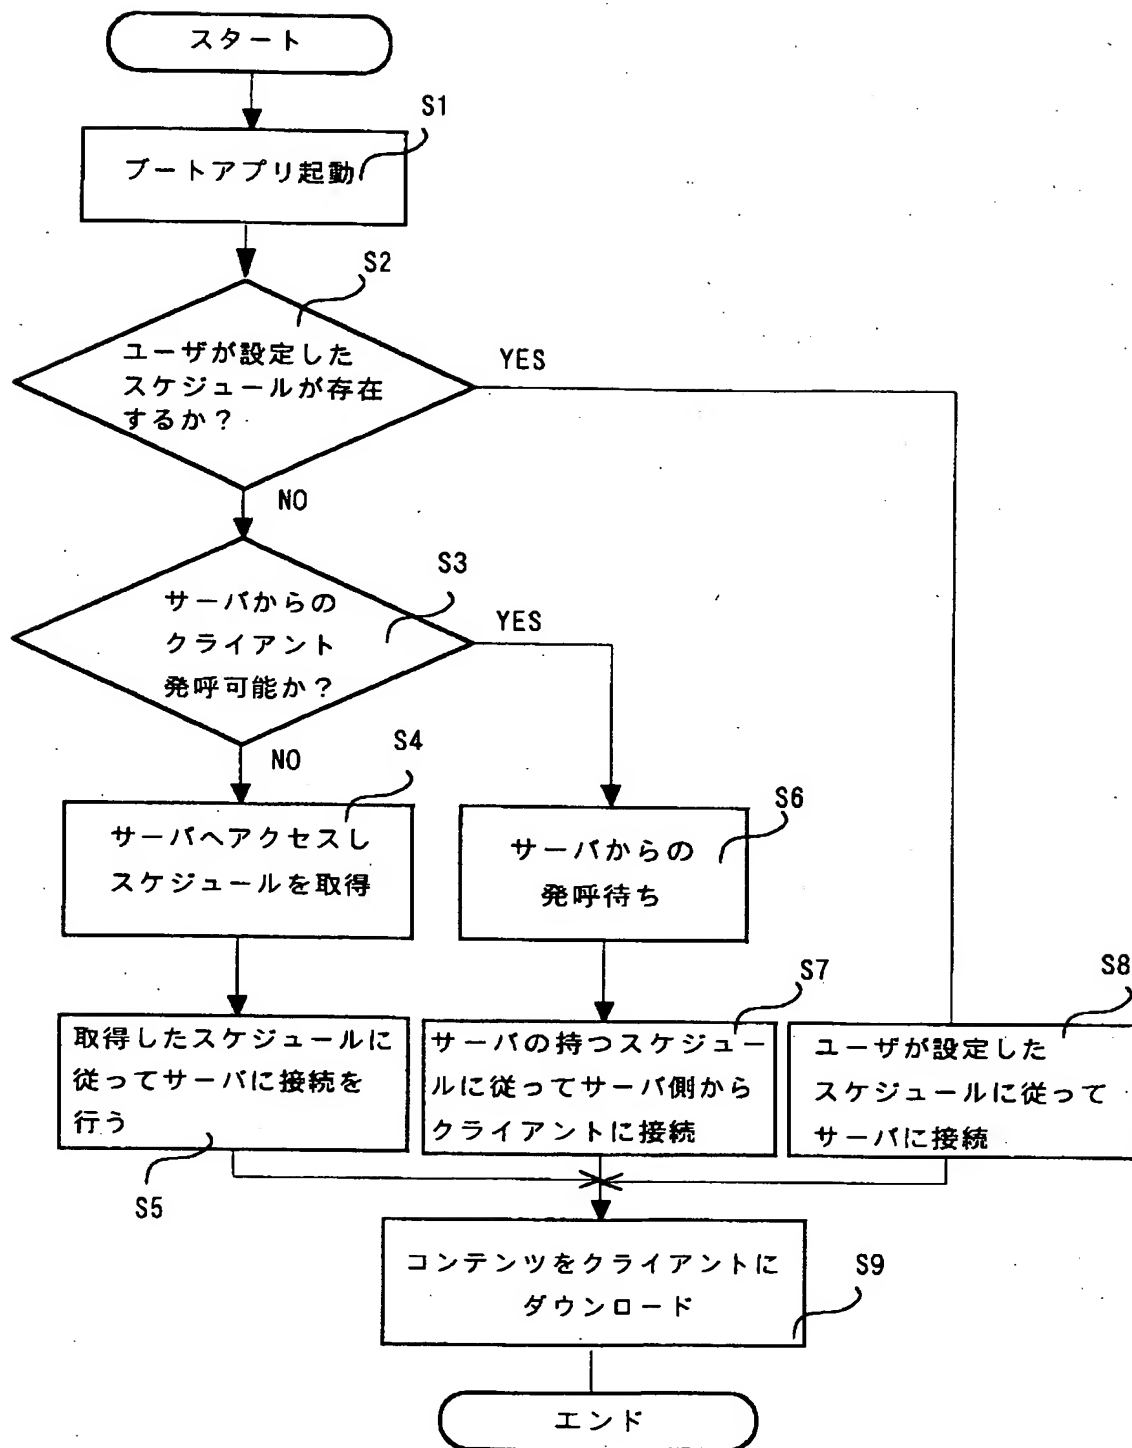 スタート
S1
ブートアプリ起動
S2
ユーザが設定した
スケジュールが存在
するか?
YES
NO
S3
サーバからの
クライアント
発呼可能か?
YES
NO
S4
サーバへアクセスし
スケジュールを取得
S6
サーバからの
発呼待ち
取得したスケジュールに
従ってサーバに接続を
行う
S5
S7
サーバの持つスケジュー
ルに従ってサーバ側から
クライアントに接続
S8
ユーザが設定した
スケジュールに従って
サーバに接続
コンテンツをクライアントに
ダウンロード
S9
エンド